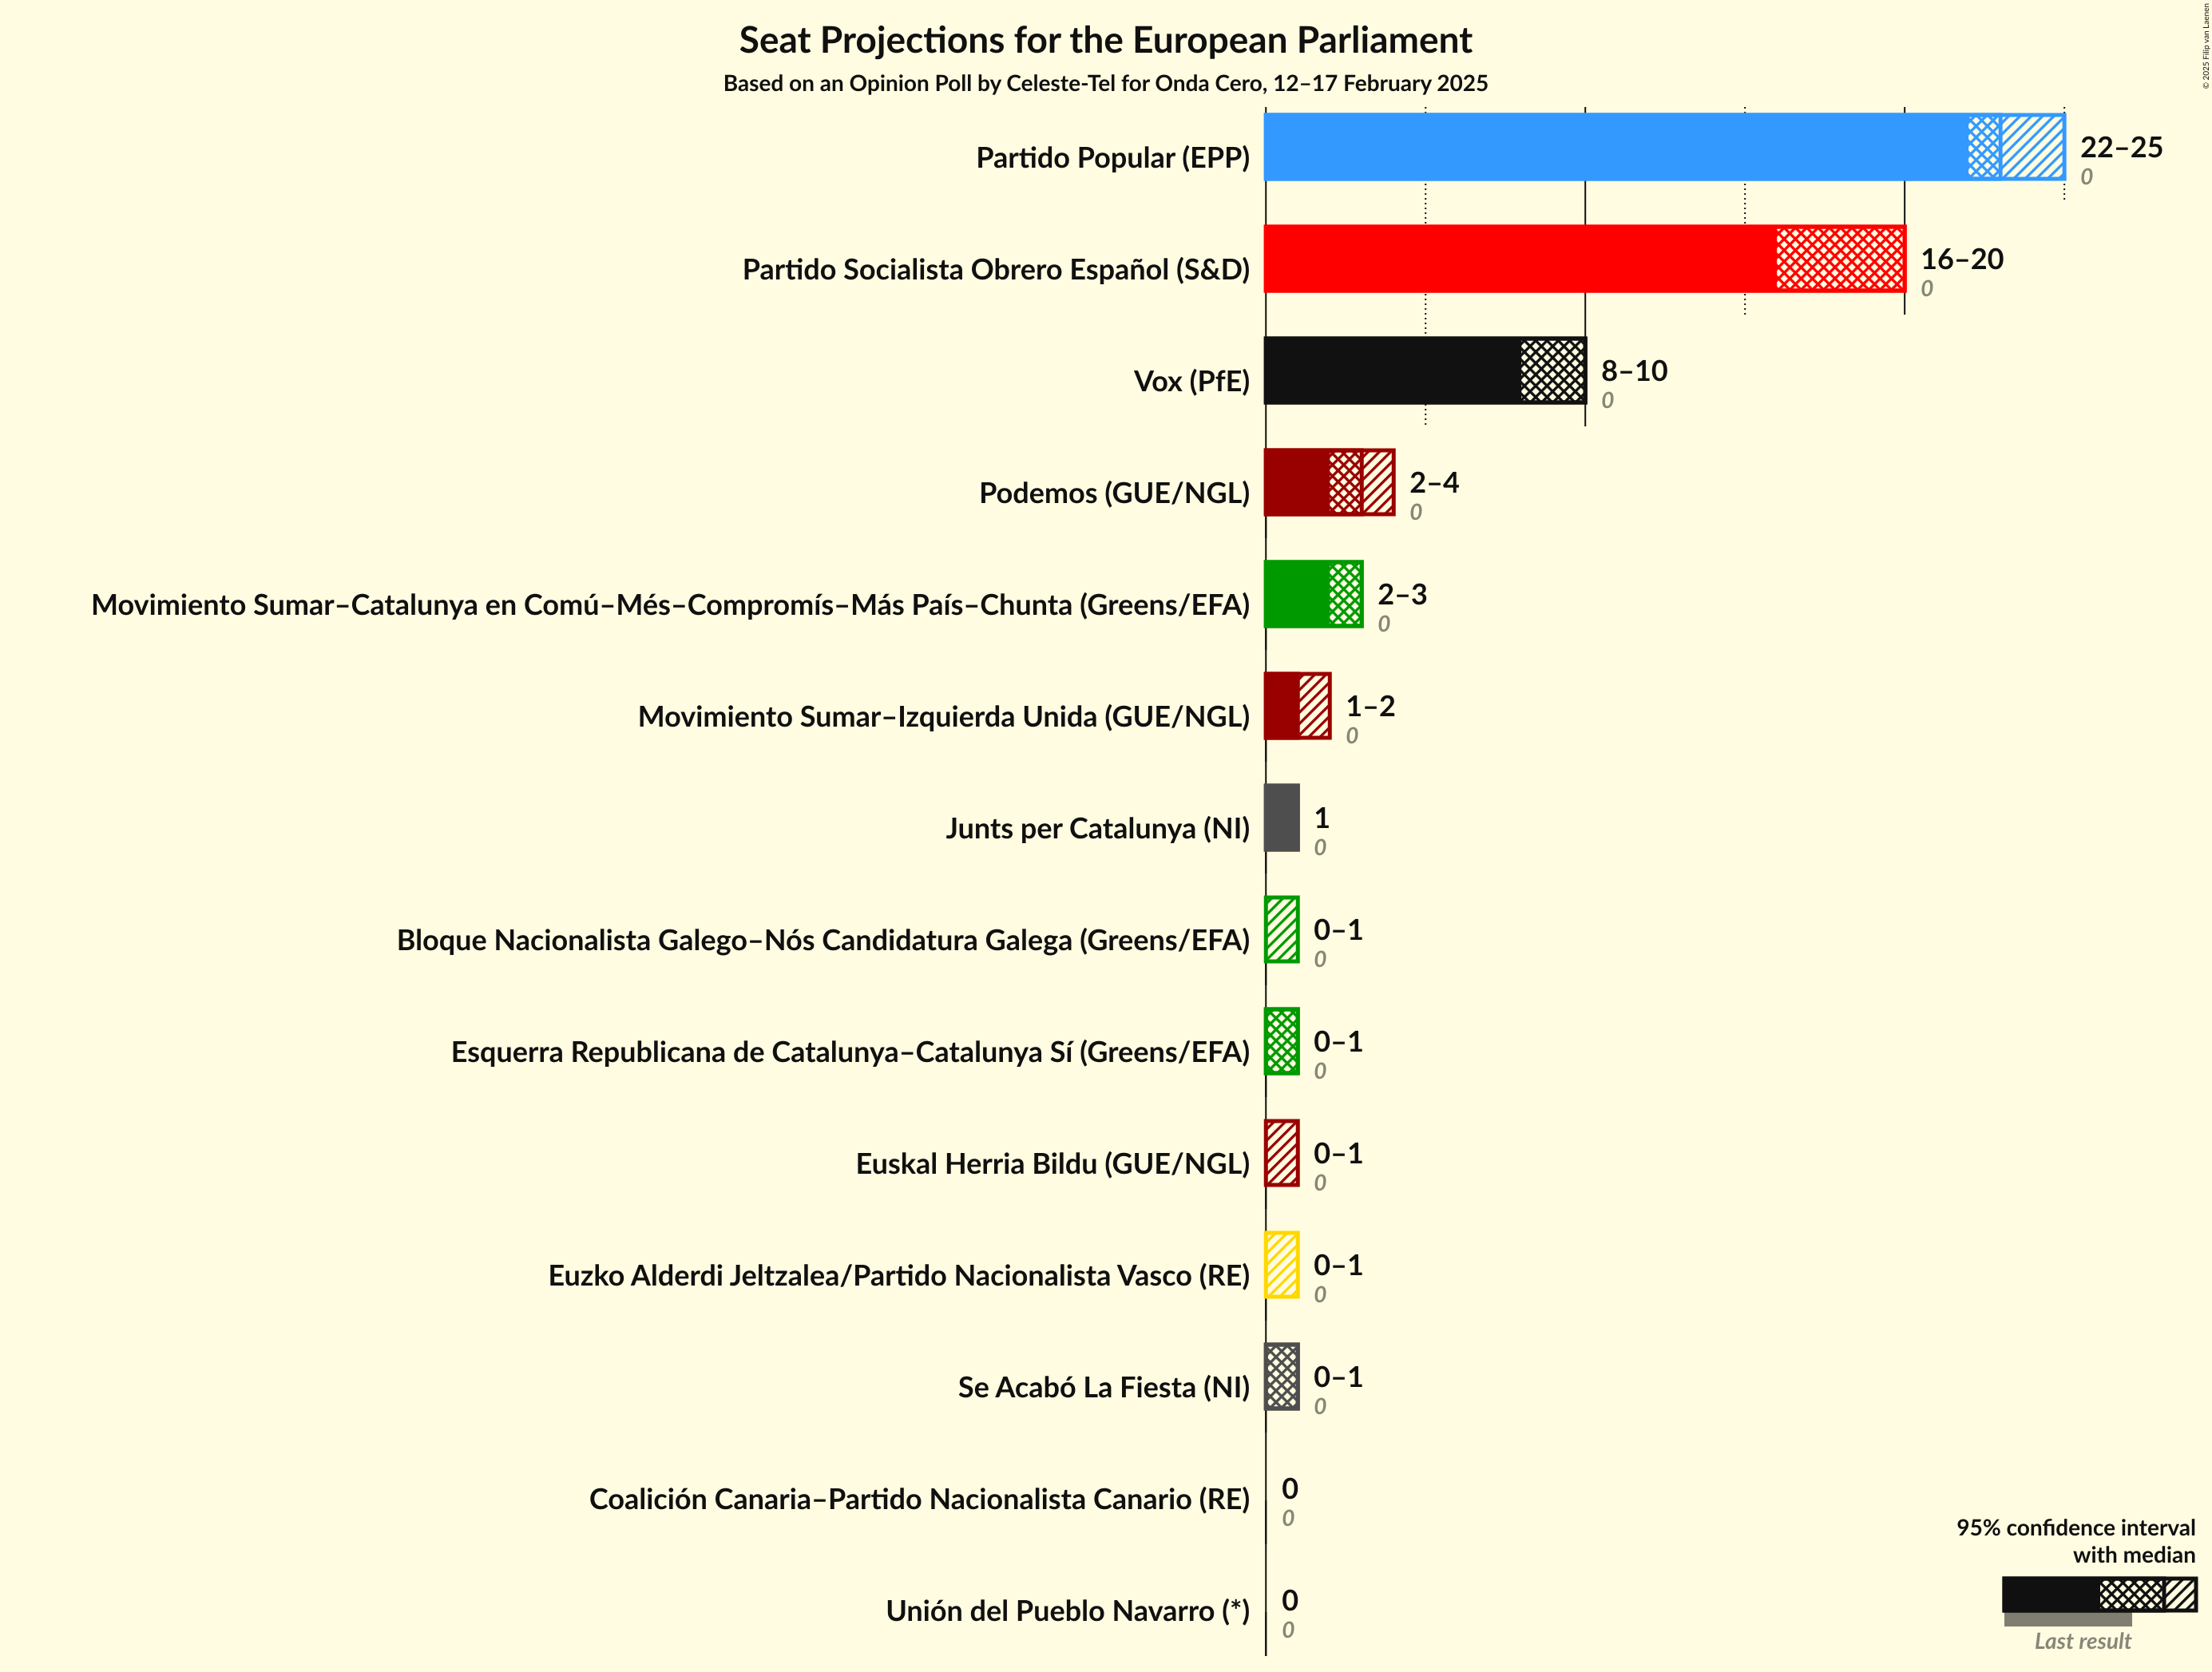 Seat Projections for the European Parliament
Based on an Opinion Poll by Celeste-Tel for Onda Cero, 12–17 February 2025
© 2025 Filip van Laenen
Partido Popular (EPP)
22–25
0
Partido Socialista Obrero Español (S&D)
16–20
0
Vox (PfE)
8–10
0
Podemos (GUE/NGL)
2–4
0
Movimiento Sumar–Catalunya en Comú–Més–Compromís–Más País–Chunta (Greens/EFA)
2–3
0
Movimiento Sumar–Izquierda Unida (GUE/NGL)
1–2
0
Junts per Catalunya (NI)
1
0
Bloque Nacionalista Galego–Nós Candidatura Galega (Greens/EFA)
0–1
0
Esquerra Republicana de Catalunya–Catalunya Sí (Greens/EFA)
0–1
0
Euskal Herria Bildu (GUE/NGL)
0–1
0
Euzko Alderdi Jeltzalea/Partido Nacionalista Vasco (RE)
0–1
0
Se Acabó La Fiesta (NI)
0–1
0
Coalición Canaria–Partido Nacionalista Canario (RE)
0
0
Unión del Pueblo Navarro (*)
0
0
95% confidence interval
with median
Last result